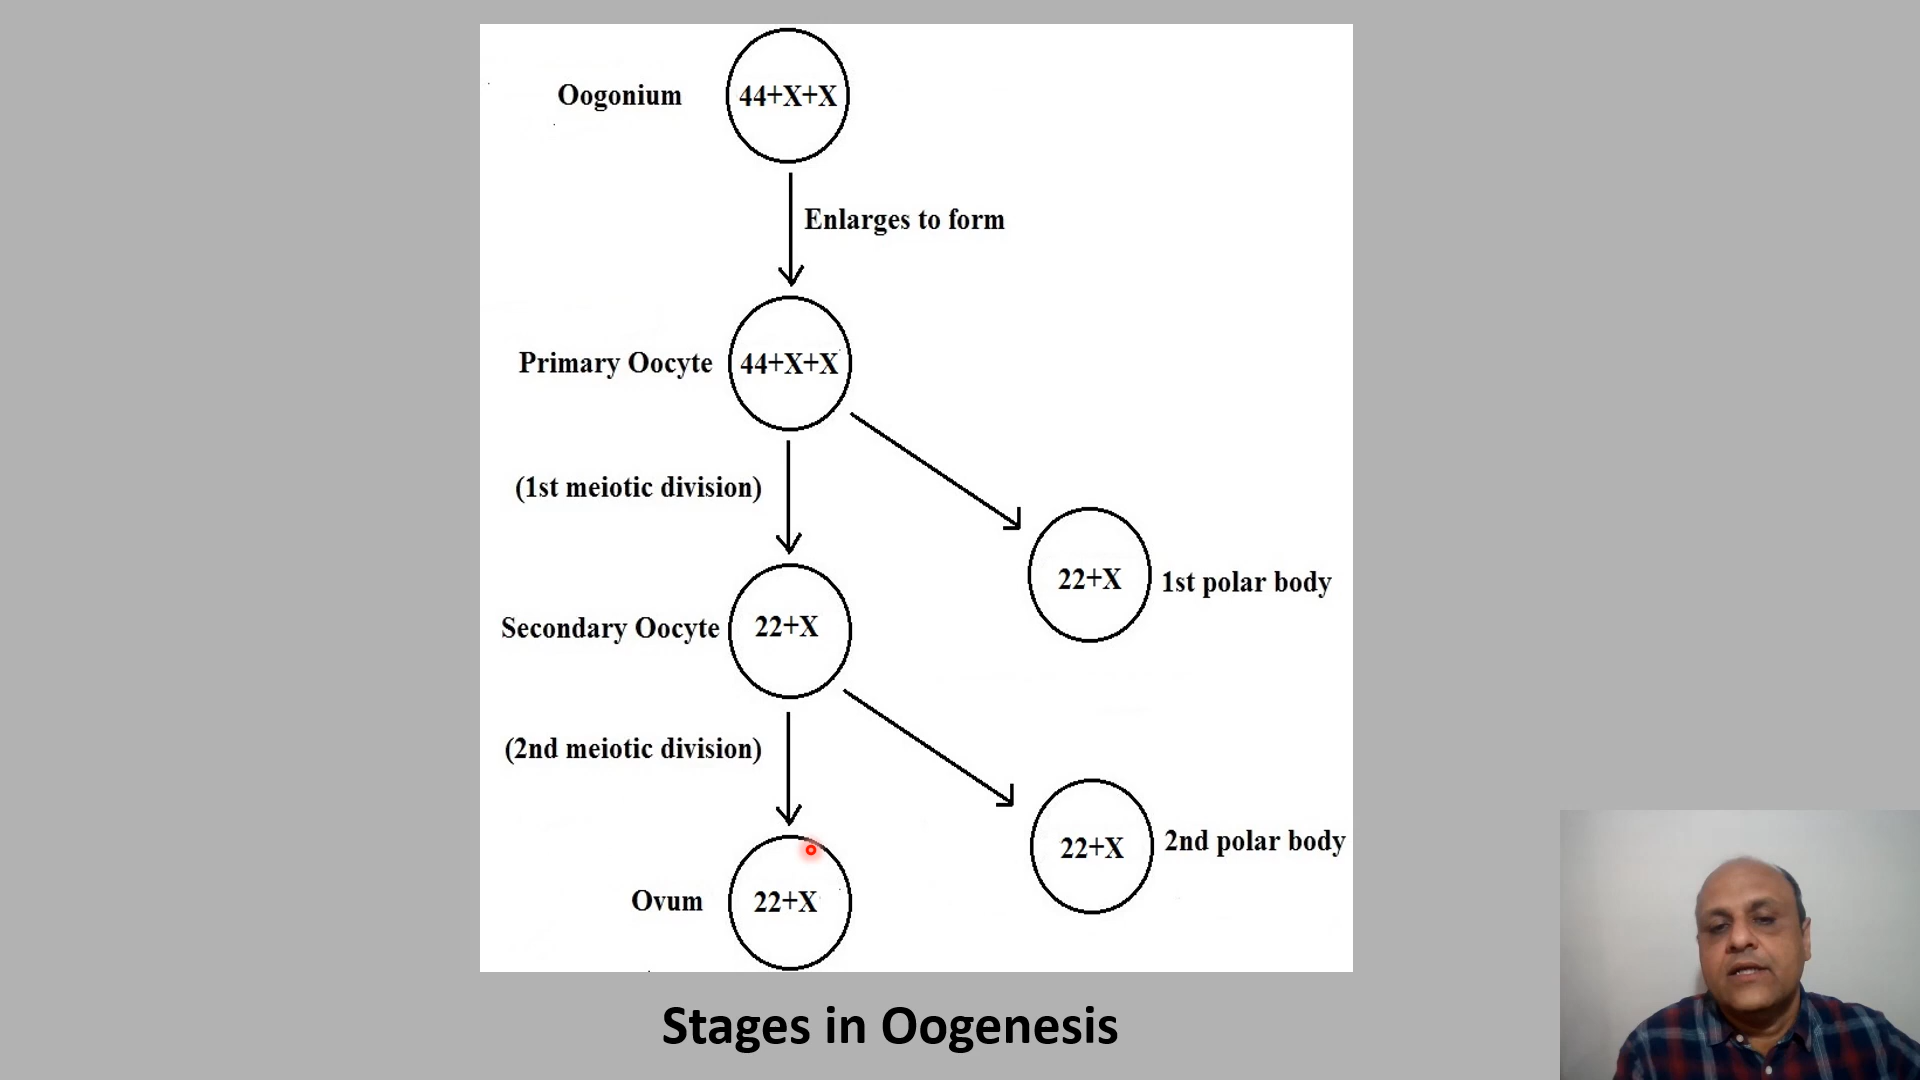 Oogonium
44+X+X
Enlarges to form
Primary Oocyte
44+X+X
(1st meiotic division)
22+X
1st polar body
Secondary Oocyte
22+X
(2nd meiotic division)
22+X
2nd polar body
Ovum
22+X
Stages in Oogenesis